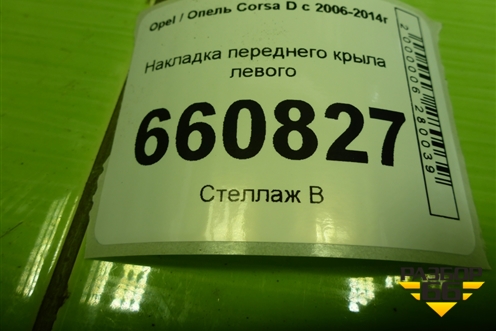 Opel / Опель Corsa D с 2006-2014г
Накладка переднего крыла
левого
660827
Стеллаж В
2000006280039